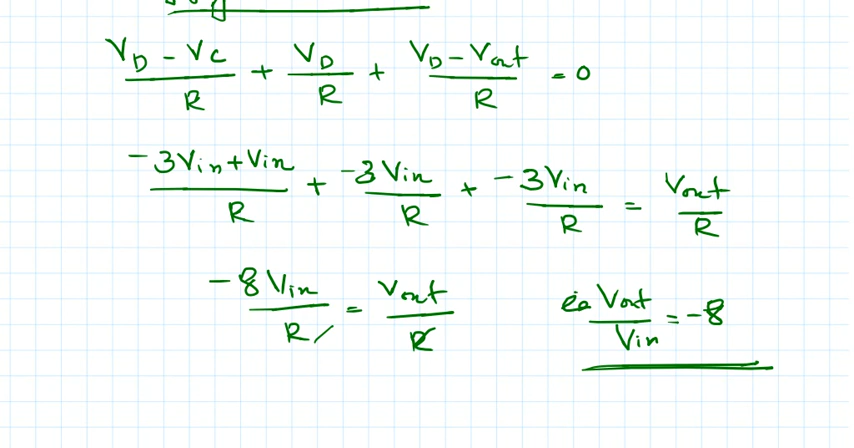 (V_D - V_C)/R + V_D/R + (V_D - V_out)/R = 0
(-3V_in + V_in)/R + -3V_in/R + -3V_in/R = V_out/R
-8V_in/R = V_out/R V_out/V_in = -8